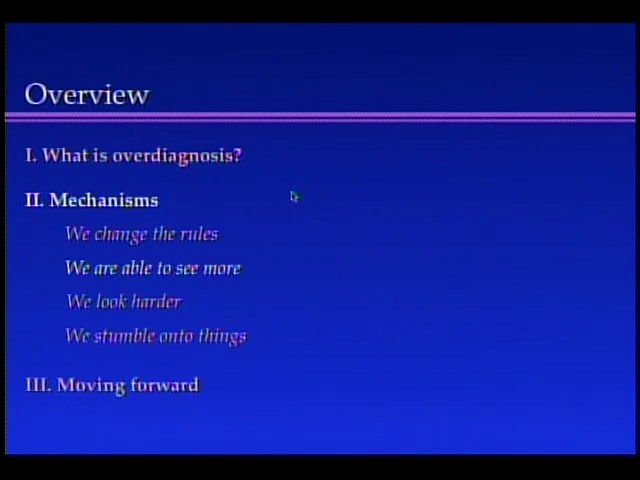 Overview
I. What is overdiagnosis?
II. Mechanisms
We change the rules
We are able to see more
We look harder
We stumble onto things
III. Moving forward